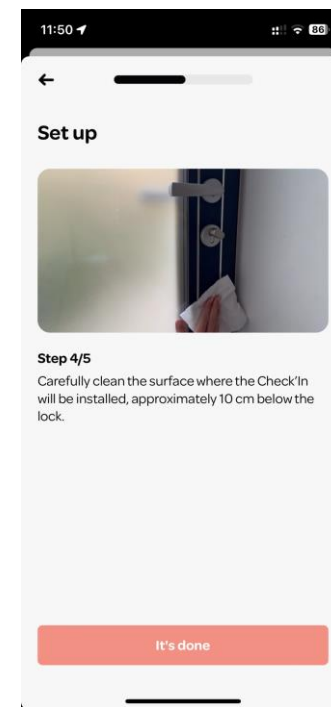 11:50
86
Set up
Step 4/5
Carefully clean the surface where the Check'In
will be installed, approximately 10 cm below the
lock.
It's done